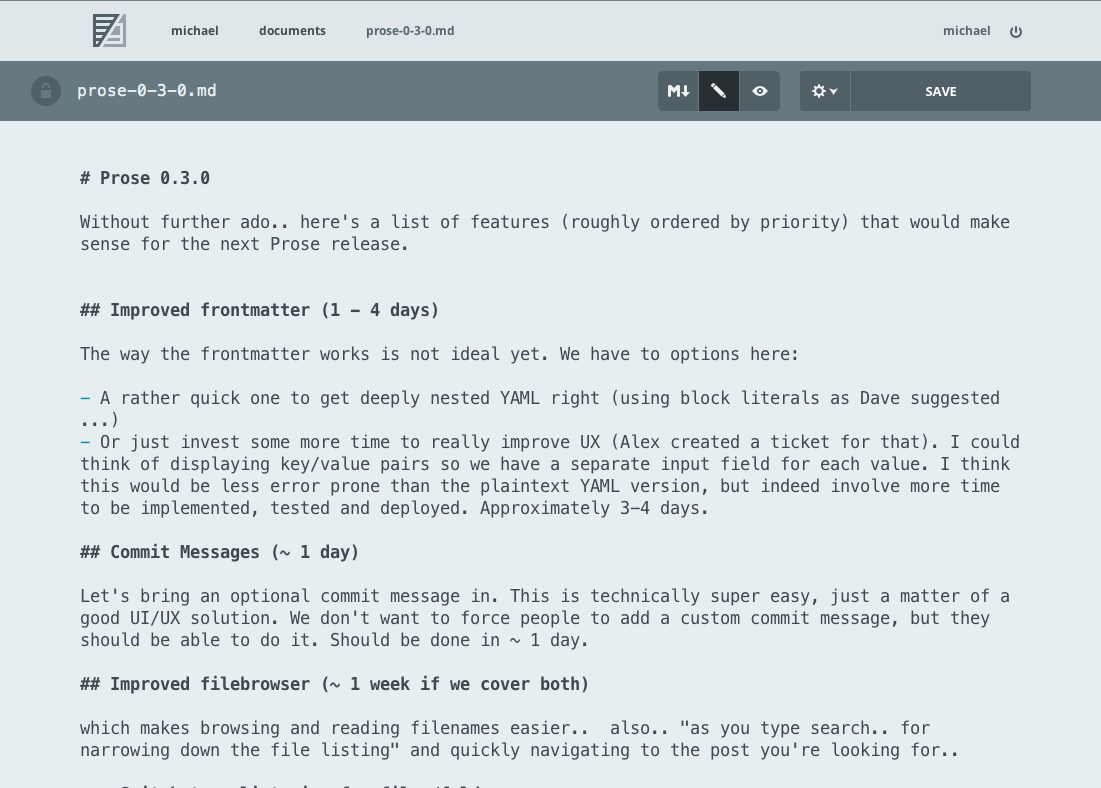 michael documents prose-0-3-0.md michael
prose-0-3-0.md M↓ SAVE
# Prose 0.3.0
Without further ado.. here's a list of features (roughly ordered by priority) that would make
sense for the next Prose release.
## Improved frontmatter (1 - 4 days)
The way the frontmatter works is not ideal yet. We have to options here:
- A rather quick one to get deeply nested YAML right (using block literals as Dave suggested
...)
- Or just invest some more time to really improve UX (Alex created a ticket for that). I could
think of displaying key/value pairs so we have a separate input field for each value. I think
this would be less error prone than the plaintext YAML version, but indeed involve more time
to be implemented, tested and deployed. Approximately 3-4 days.
## Commit Messages (~ 1 day)
Let's bring an optional commit message in. This is technically super easy, just a matter of a
good UI/UX solution. We don't want to force people to add a custom commit message, but they
should be able to do it. Should be done in ~ 1 day.
## Improved filebrowser (~ 1 week if we cover both)
which makes browsing and reading filenames easier..  also.. "as you type search.. for
narrowing down the file listing" and quickly navigating to the post you're looking for..